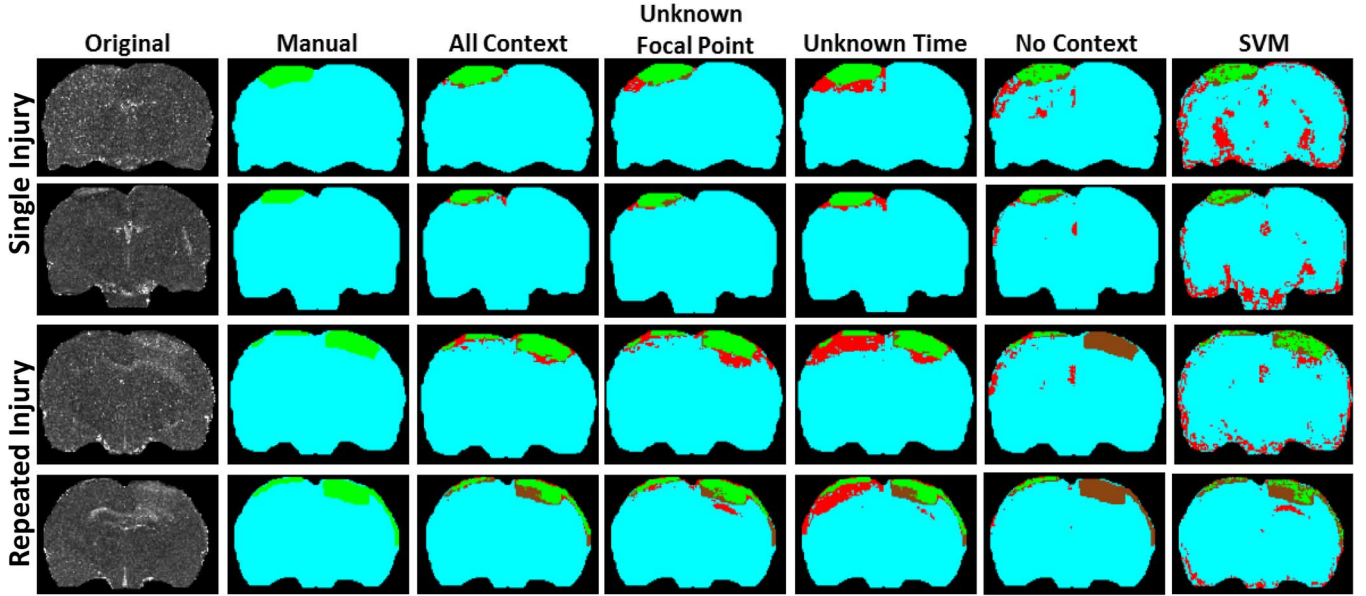 Original
Manual
All Context
Unknown
Focal Point
Unknown Time
No Context
SVM
Single Injury
Repeated Injury